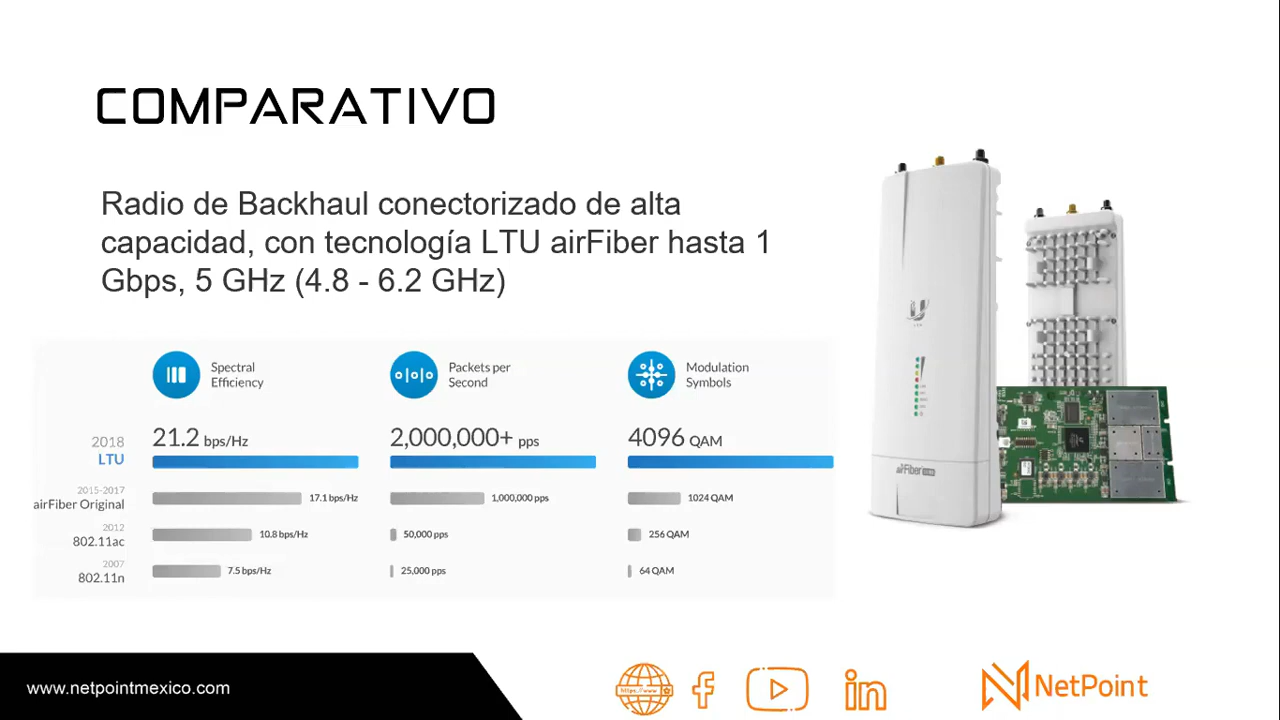 COMPARATIVO
Radio de Backhaul conectorizado de alta
capacidad, con tecnología LTU airFiber hasta 1
Gbps, 5 GHz (4.8 - 6.2 GHz)
Spectral
Efficiency
Packets per
Second
Modulation
Symbols
2018
LTU
21.2 bps/Hz
2,000,000+ pps
4096 QAM
2015-2017
airFiber Original
17.1 bps/Hz
1,000,000 pps
1024 QAM
2012
802.11ac
10.8 bps/Hz
50,000 pps
256 QAM
2007
802.11n
7.5 bps/Hz
25,000 pps
64 QAM
airFiber
www.netpointmexico.com
https://www
NetPoint